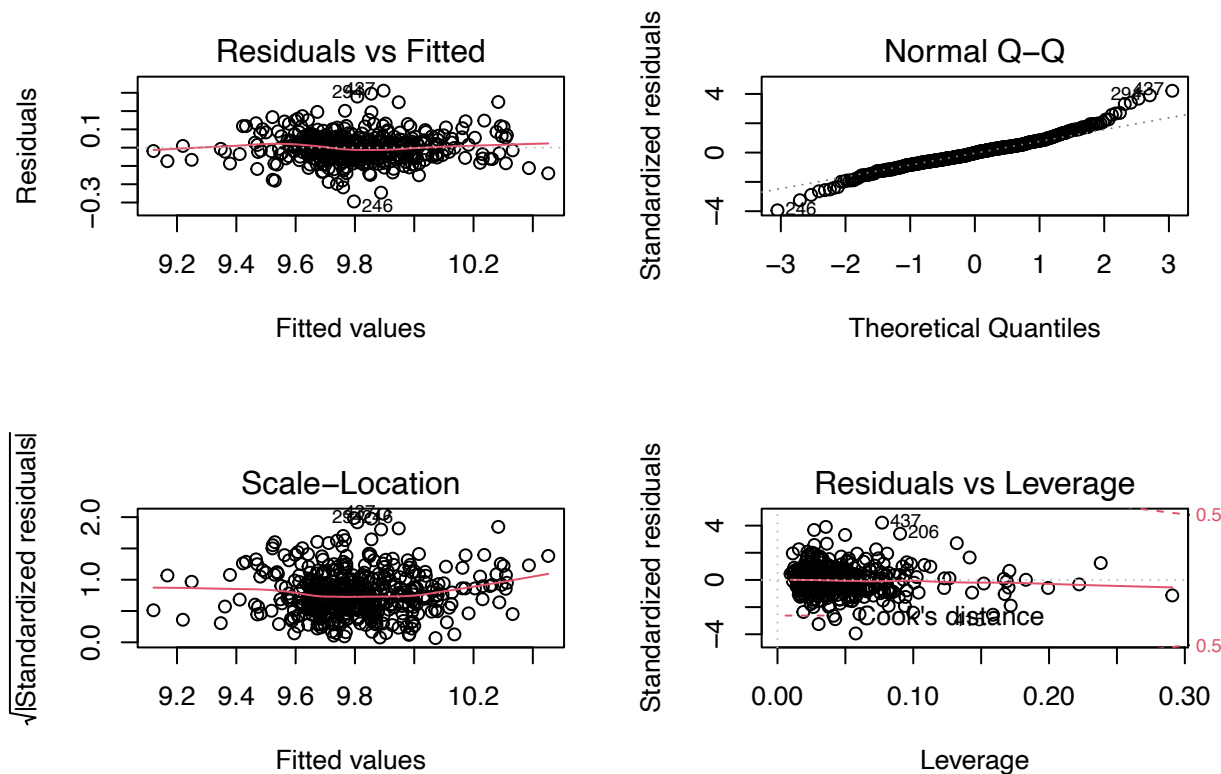 Residuals vs Fitted
Residuals
0.1
−0.3
437
246
9.2 9.4 9.6 9.8 10.2
Fitted values
Normal Q−Q
Standardized residuals
4
0
−4
437
246
−3 −2 −1 0 1 2 3
Theoretical Quantiles
Scale−Location
√|Standardized residuals|
2.0
1.0
0.0
9.2 9.4 9.6 9.8 10.2
Fitted values
Residuals vs Leverage
Standardized residuals
4
0
−4
437
206
Cook's distance
0.5
0.5
0.00 0.10 0.20 0.30
Leverage